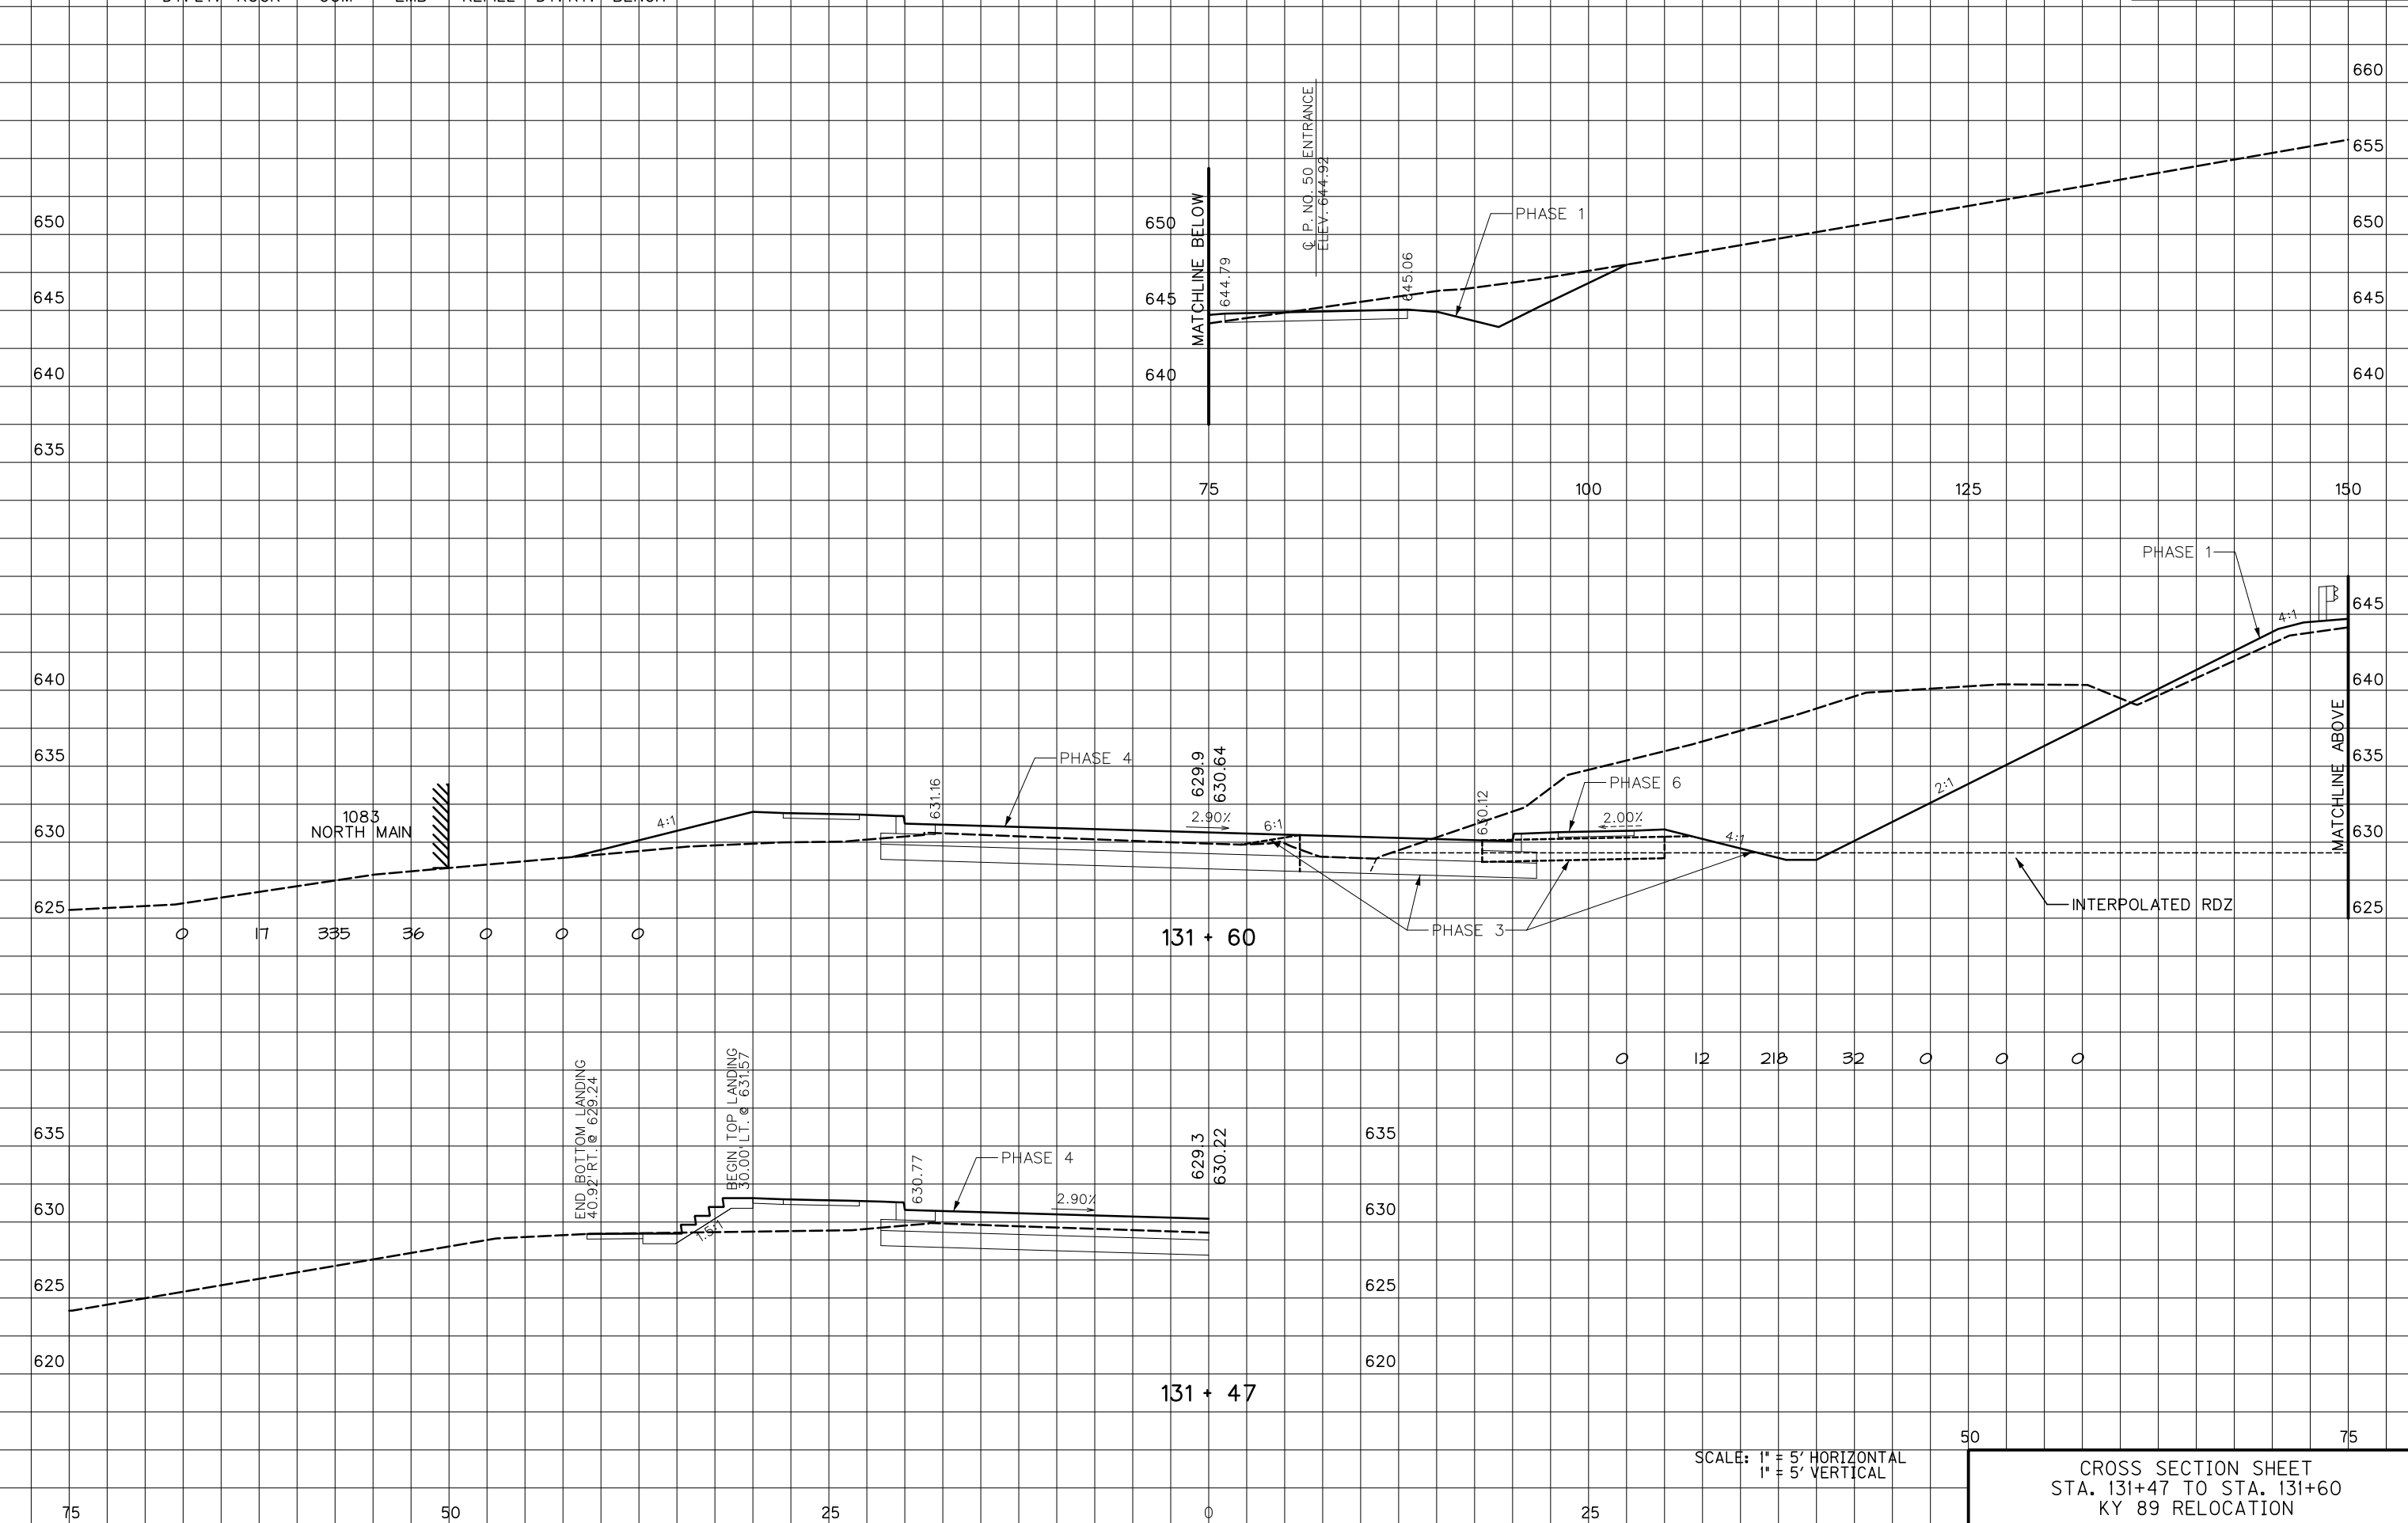 660
655
650
650
650
645
645
645
640
640
640
635
MATCHLINE BELOW
644.79
℄ P. NO. 50 ENTRANCE
ELEV. 644.92
645.06
PHASE 1
75
100
125
150
PHASE 1
4:1
645
640
640
635
635
630
630
625
625
MATCHLINE ABOVE
1083
NORTH MAIN
4:1
631.16
PHASE 4
629.9
630.64
2.90%
6:1
630.12
PHASE 6
2.00%
4:1
2:1
PHASE 3
INTERPOLATED RDZ
0 17 335 36 0 0 0
131 + 60
0 12 218 32 0 0 0
END BOTTOM LANDING
40.92' RT. @ 629.24
BEGIN TOP LANDING
30.00' LT. @ 631.57
630.77
PHASE 4
629.3
630.22
2.90%
1.5:1
635
635
630
630
625
625
620
620
131 + 47
50
75
SCALE: 1" = 5' HORIZONTAL
1" = 5' VERTICAL
CROSS SECTION SHEET
STA. 131+47 TO STA. 131+60
KY 89 RELOCATION
75
50
25
0
25